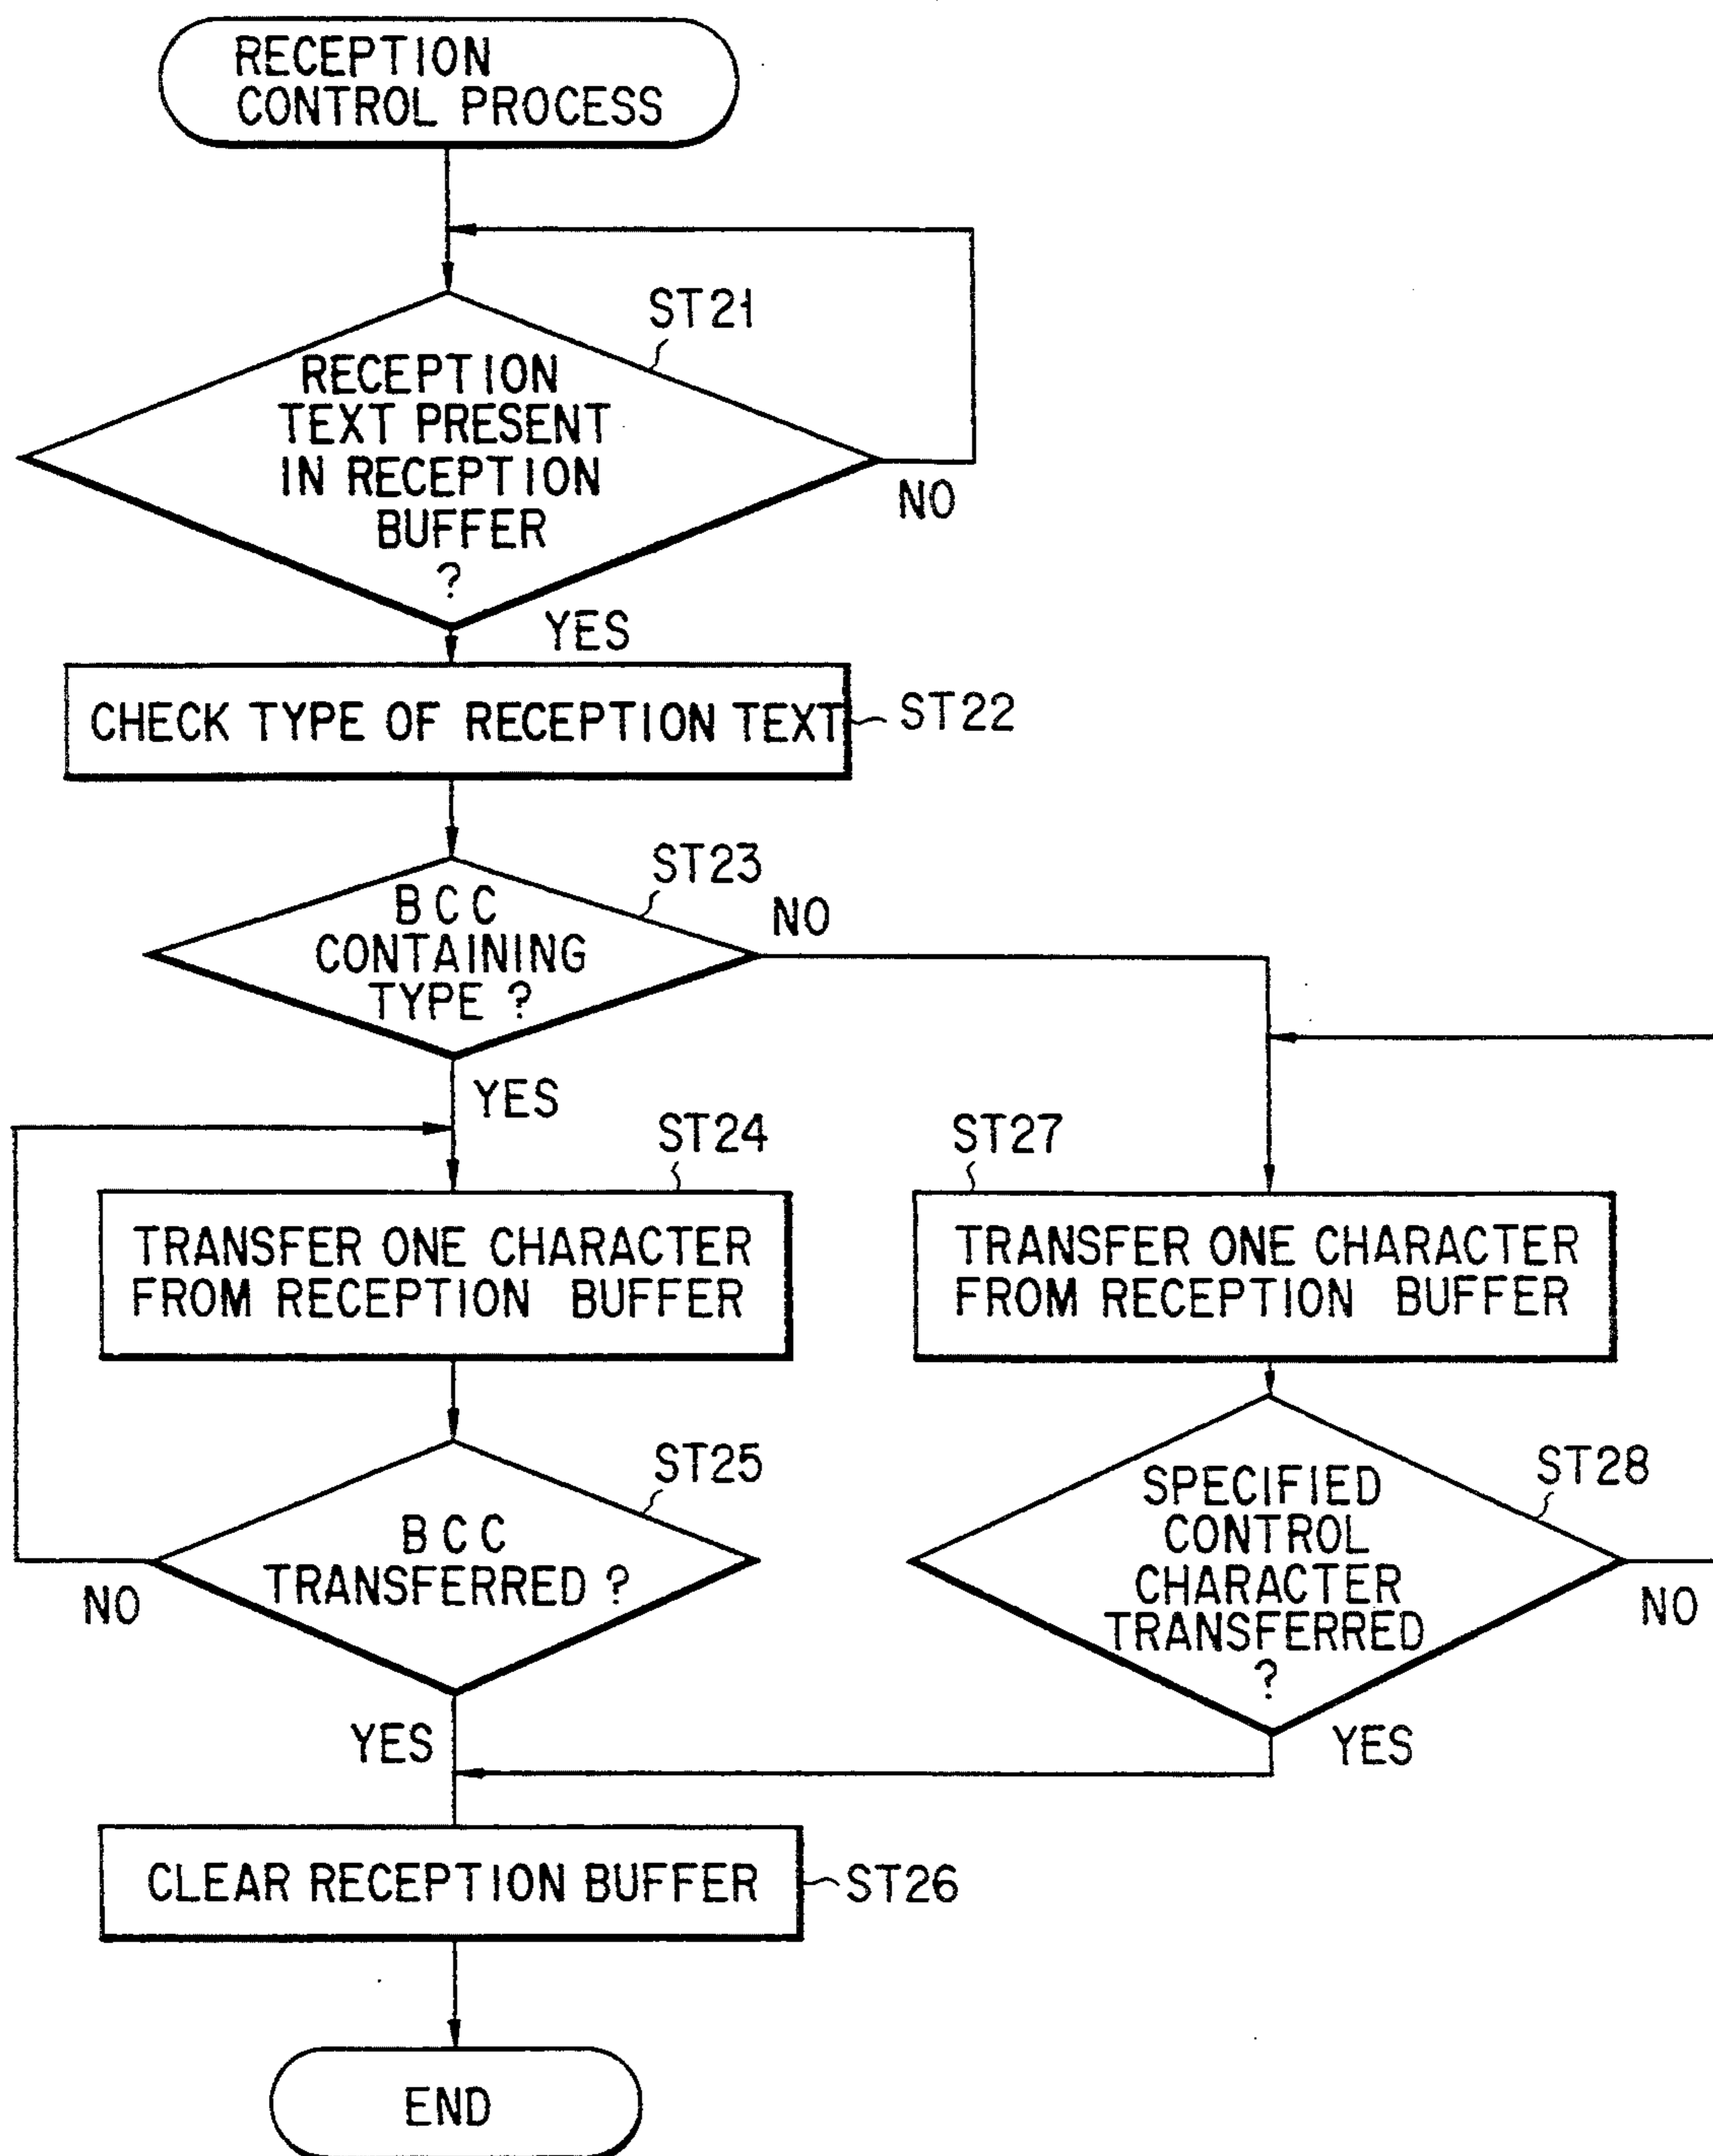 RECEPTION
CONTROL PROCESS
ST21
RECEPTION
TEXT PRESENT
IN RECEPTION
BUFFER
?
NO
YES
CHECK TYPE OF RECEPTION TEXT
ST22
ST23
BCC
CONTAINING
TYPE ?
NO
YES
ST24
TRANSFER ONE CHARACTER
FROM RECEPTION BUFFER
ST27
TRANSFER ONE CHARACTER
FROM RECEPTION BUFFER
ST25
BCC
TRANSFERRED ?
NO
YES
ST28
SPECIFIED
CONTROL
CHARACTER
TRANSFERRED
?
NO
YES
CLEAR RECEPTION BUFFER
ST26
END